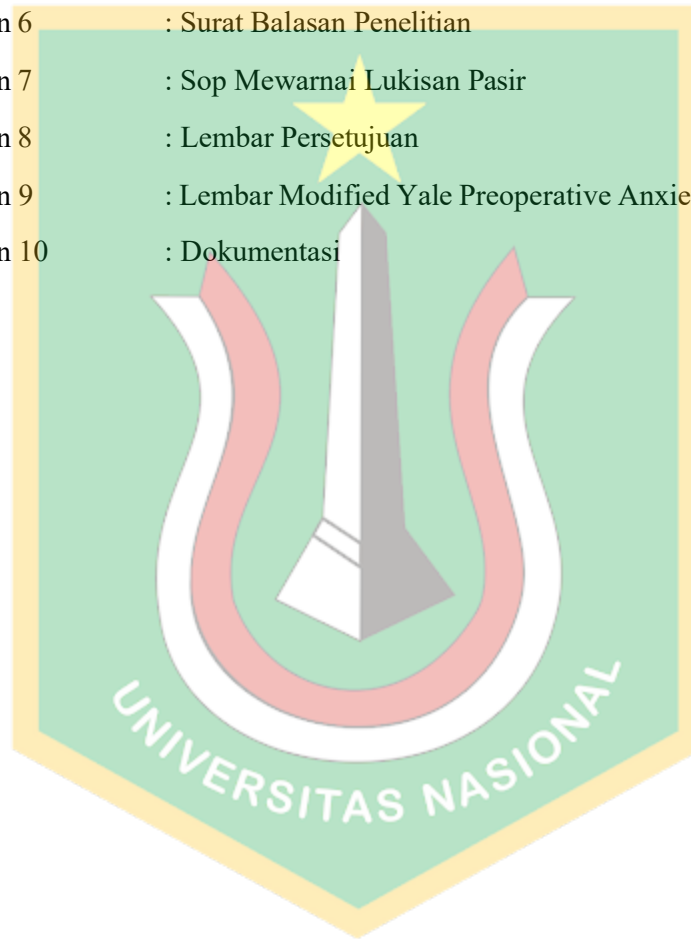 n 6 : Surat Balasan Penelitian
n 7 : Sop Mewarnai Lukisan Pasir
n 8 : Lembar Persetujuan
n 9 : Lembar Modified Yale Preoperative Anxie
n 10 : Dokumentasi
UNIVERSITAS NASIONAL